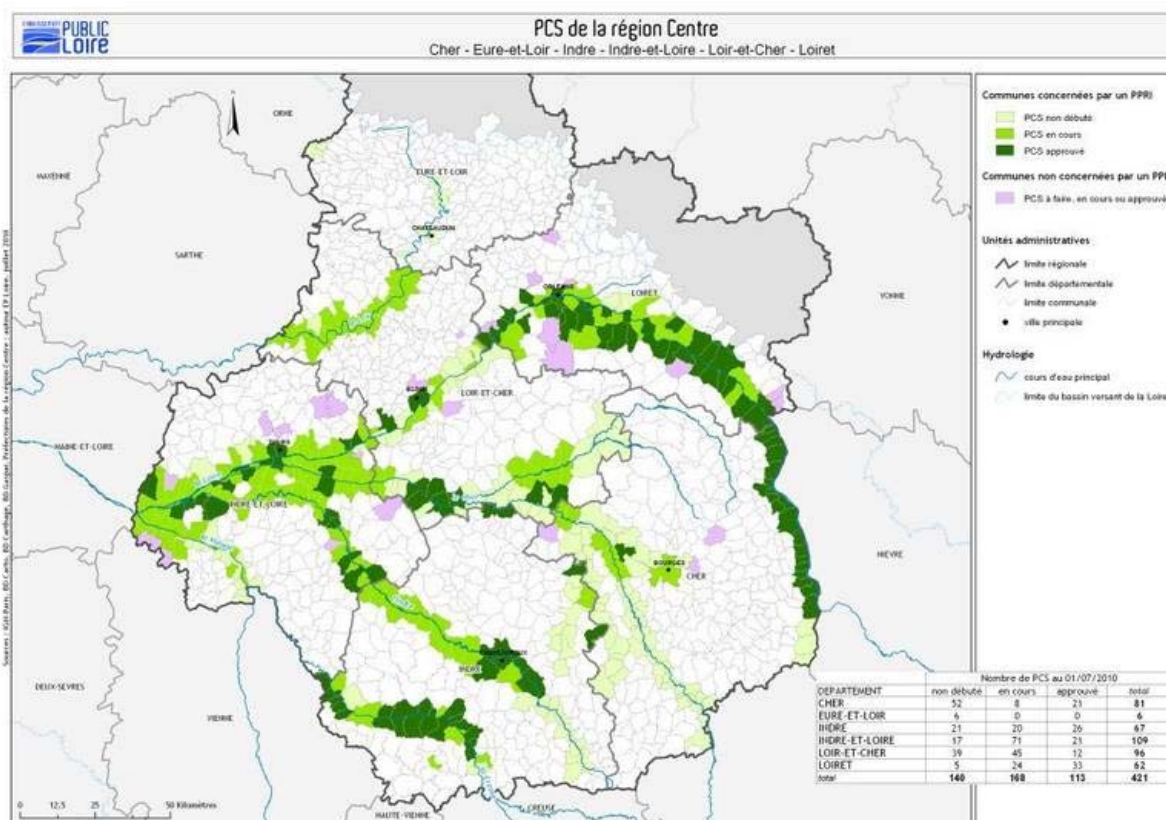 PUBLIC
LOIRE
PCS de la région Centre
Cher - Eure-et-Loir - Indre - Indre-et-Loire - Loir-et-Cher - Loiret
Communes concernées par un PPRI
PCS non débuté
PCS en cours
PCS approuvé
Communes non concernées par un PPRI
PCS à faire, en cours ou approuvé
Unités administratives
limite régionale
limite départementale
limite communale
ville principale
Hydrologie
cours d'eau principal
limite du bassin versant de la Loire
ORNE
MAYENNE
EURE-ET-LOIR
CHATEAUDUN
SARTHE
ORLEANS
LOIRET
YONNE
BLOIS
LOIR-ET-CHER
MAINE-ET-LOIRE
TOURS
INDRE-ET-LOIRE
BOURGES
CHER
NIEVRE
INDRE
DEUX-SEVRES
VIENNE
CREUSE
HAUTE-VIENNE
0 12,5 25 50 Kilomètres
Nombre de PCS au 01/07/2010
DEPARTEMENT non débuté en cours approuvé total
CHER 52 8 21 81
EURE-ET-LOIR 6 0 0 6
INDRE 21 20 26 67
INDRE-ET-LOIRE 17 71 21 109
LOIR-ET-CHER 39 45 12 96
LOIRET 5 24 33 62
total 140 168 113 421